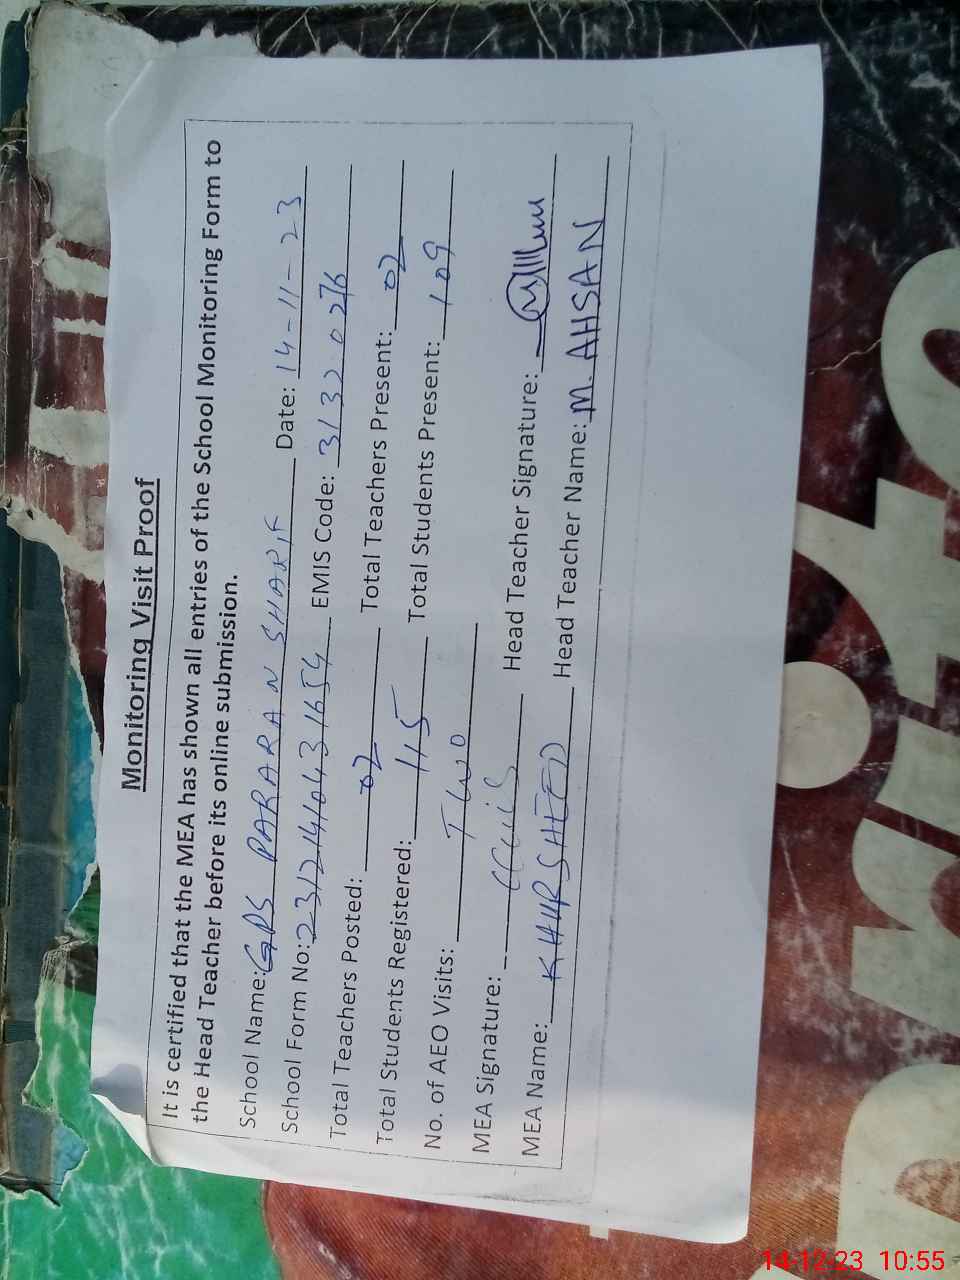 Monitoring Visit Proof
It is certified that the MEA has shown all entries of the School Monitoring Form to
the Head Teacher before its online submission.
School Name: GPS PARARAN SHARIF Date: 14-11-23
School Form No: 23121410431654 EMIS Code: 31320276
Total Teachers Posted: 02 Total Teachers Present: 02
Total Students Registered: 115 Total Students Present: 109
No. of AEO Visits: TWO
MEA Signature: Head Teacher Signature:
MEA Name: KHURSHEED Head Teacher Name: M. AHSAN
14-12-23 10:55